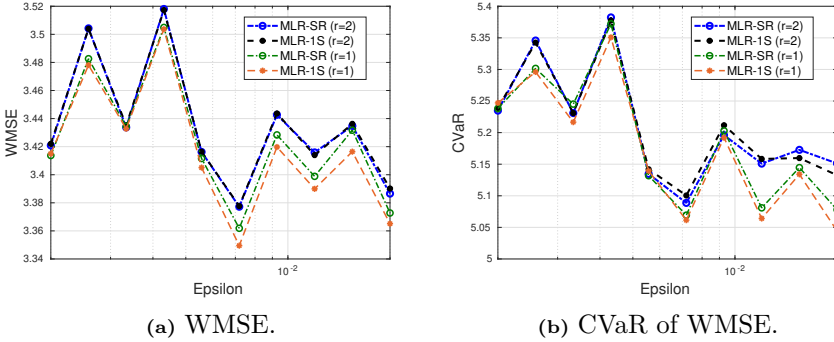 3.52
3.5
3.48
3.46
3.44
3.42
3.4
3.38
3.36
3.34
WMSE
10⁻²
Epsilon
MLR-SR (r=2)
MLR-1S (r=2)
MLR-SR (r=1)
MLR-1S (r=1)
(a) WMSE.
5.4
5.35
5.3
5.25
5.2
5.15
5.1
5.05
5
CVaR
10⁻²
Epsilon
MLR-SR (r=2)
MLR-1S (r=2)
MLR-SR (r=1)
MLR-1S (r=1)
(b) CVaR of WMSE.